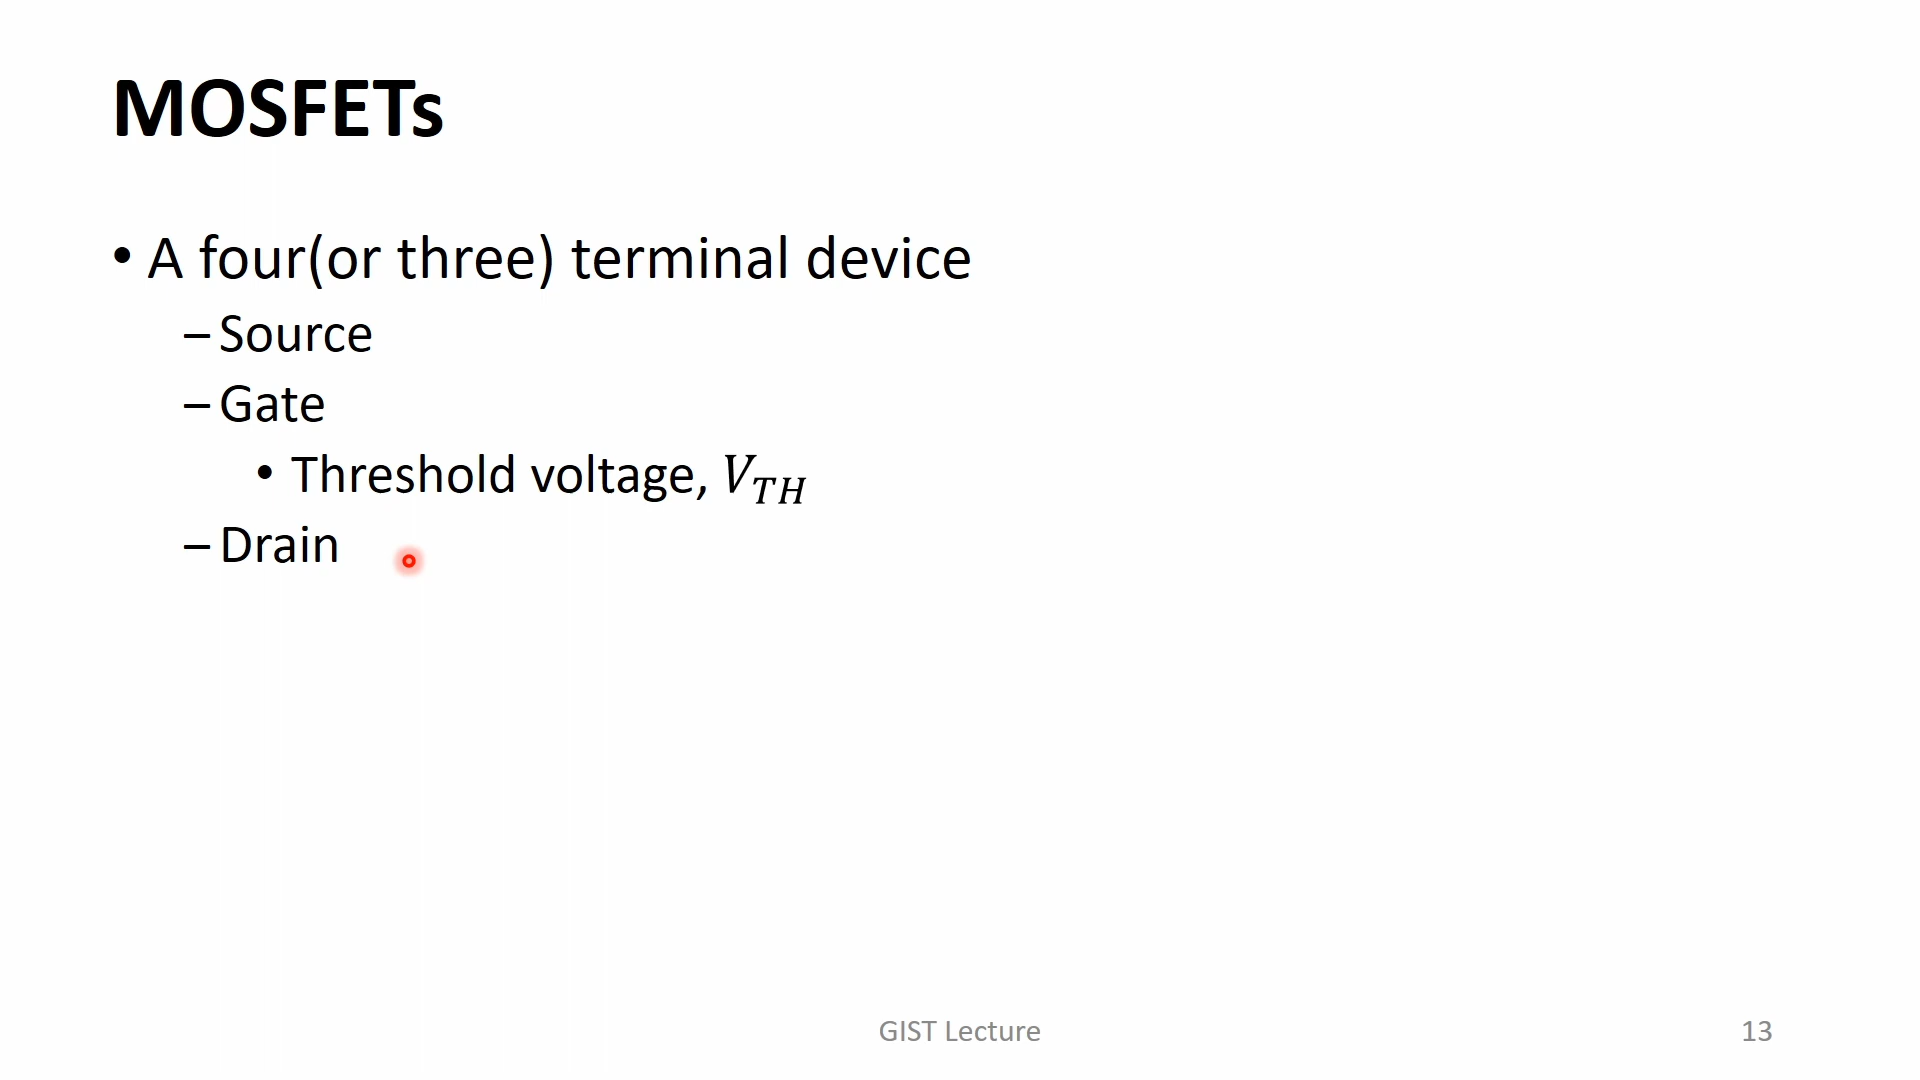 MOSFETs
• A four(or three) terminal device
– Source
– Gate
• Threshold voltage, V_{TH}
– Drain
GIST Lecture
13